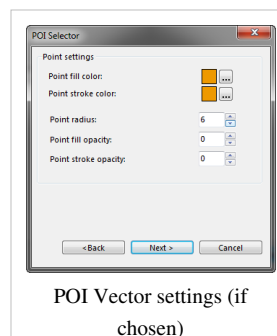 POI Selector
Point settings
Point fill color:
...
Point stroke color:
...
Point radius:
6
Point fill opacity:
0
Point stroke opacity:
0
<Back
Next >
Cancel
POI Vector settings (if
chosen)